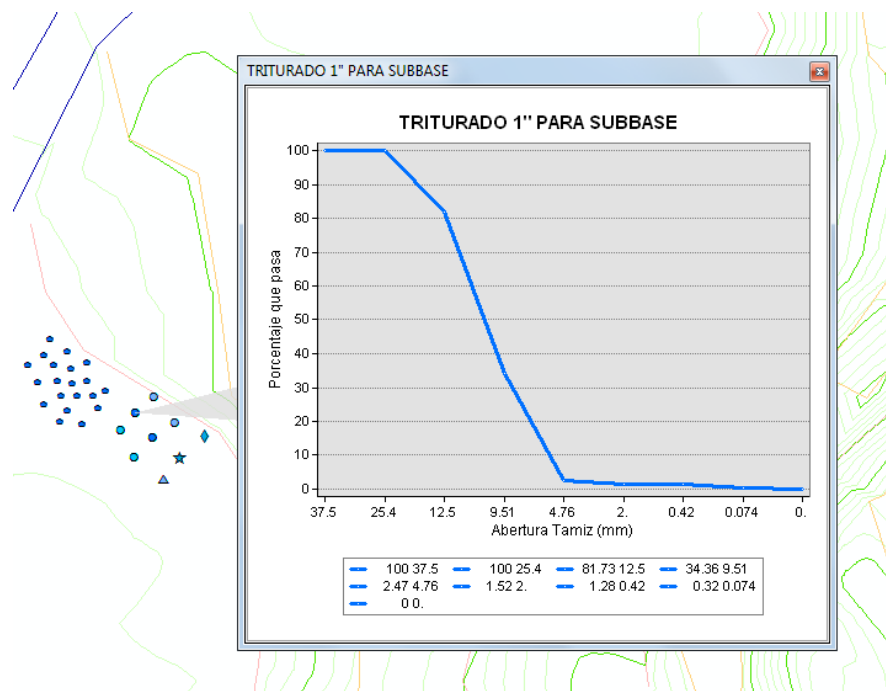 TRITURADO 1" PARA SUBBASE
TRITURADO 1" PARA SUBBASE
Porcentaje que pasa
100
90
80
70
60
50
40
30
20
10
0
37.5 25.4 12.5 9.51 4.76 2. 0.42 0.074 0.
Abertura Tamiz (mm)
100 37.5 100 25.4 81.73 12.5 34.36 9.51
2.47 4.76 1.52 2. 1.28 0.42 0.32 0.074
0 0.